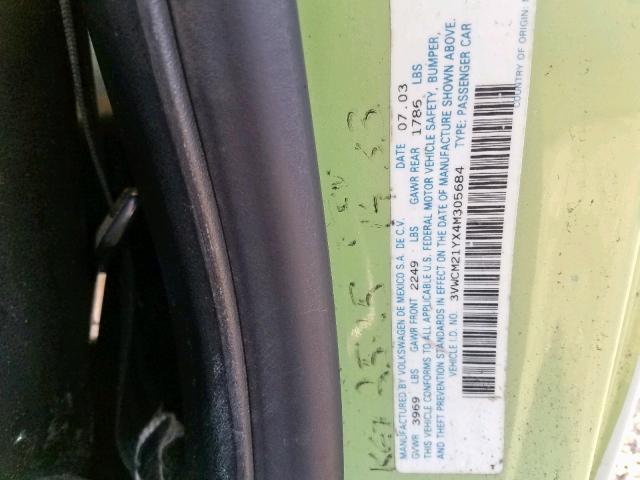 MANUFACTURED BY VOLKSWAGEN DE MEXICO S.A. DE C.V. DATE 07.03
GVWR 3969 LBS GAWR FRONT 2249 LBS GAWR REAR 1786 LBS
THIS VEHICLE CONFORMS TO ALL APPLICABLE U.S. FEDERAL MOTOR VEHICLE SAFETY, BUMPER,
AND THEFT PREVENTION STANDARDS IN EFFECT ON THE DATE OF MANUFACTURE SHOWN ABOVE.
VEHICLE I.D. NO. 3VWCM21YX4M305684 TYPE: PASSENGER CAR
COUNTRY OF ORIGIN: